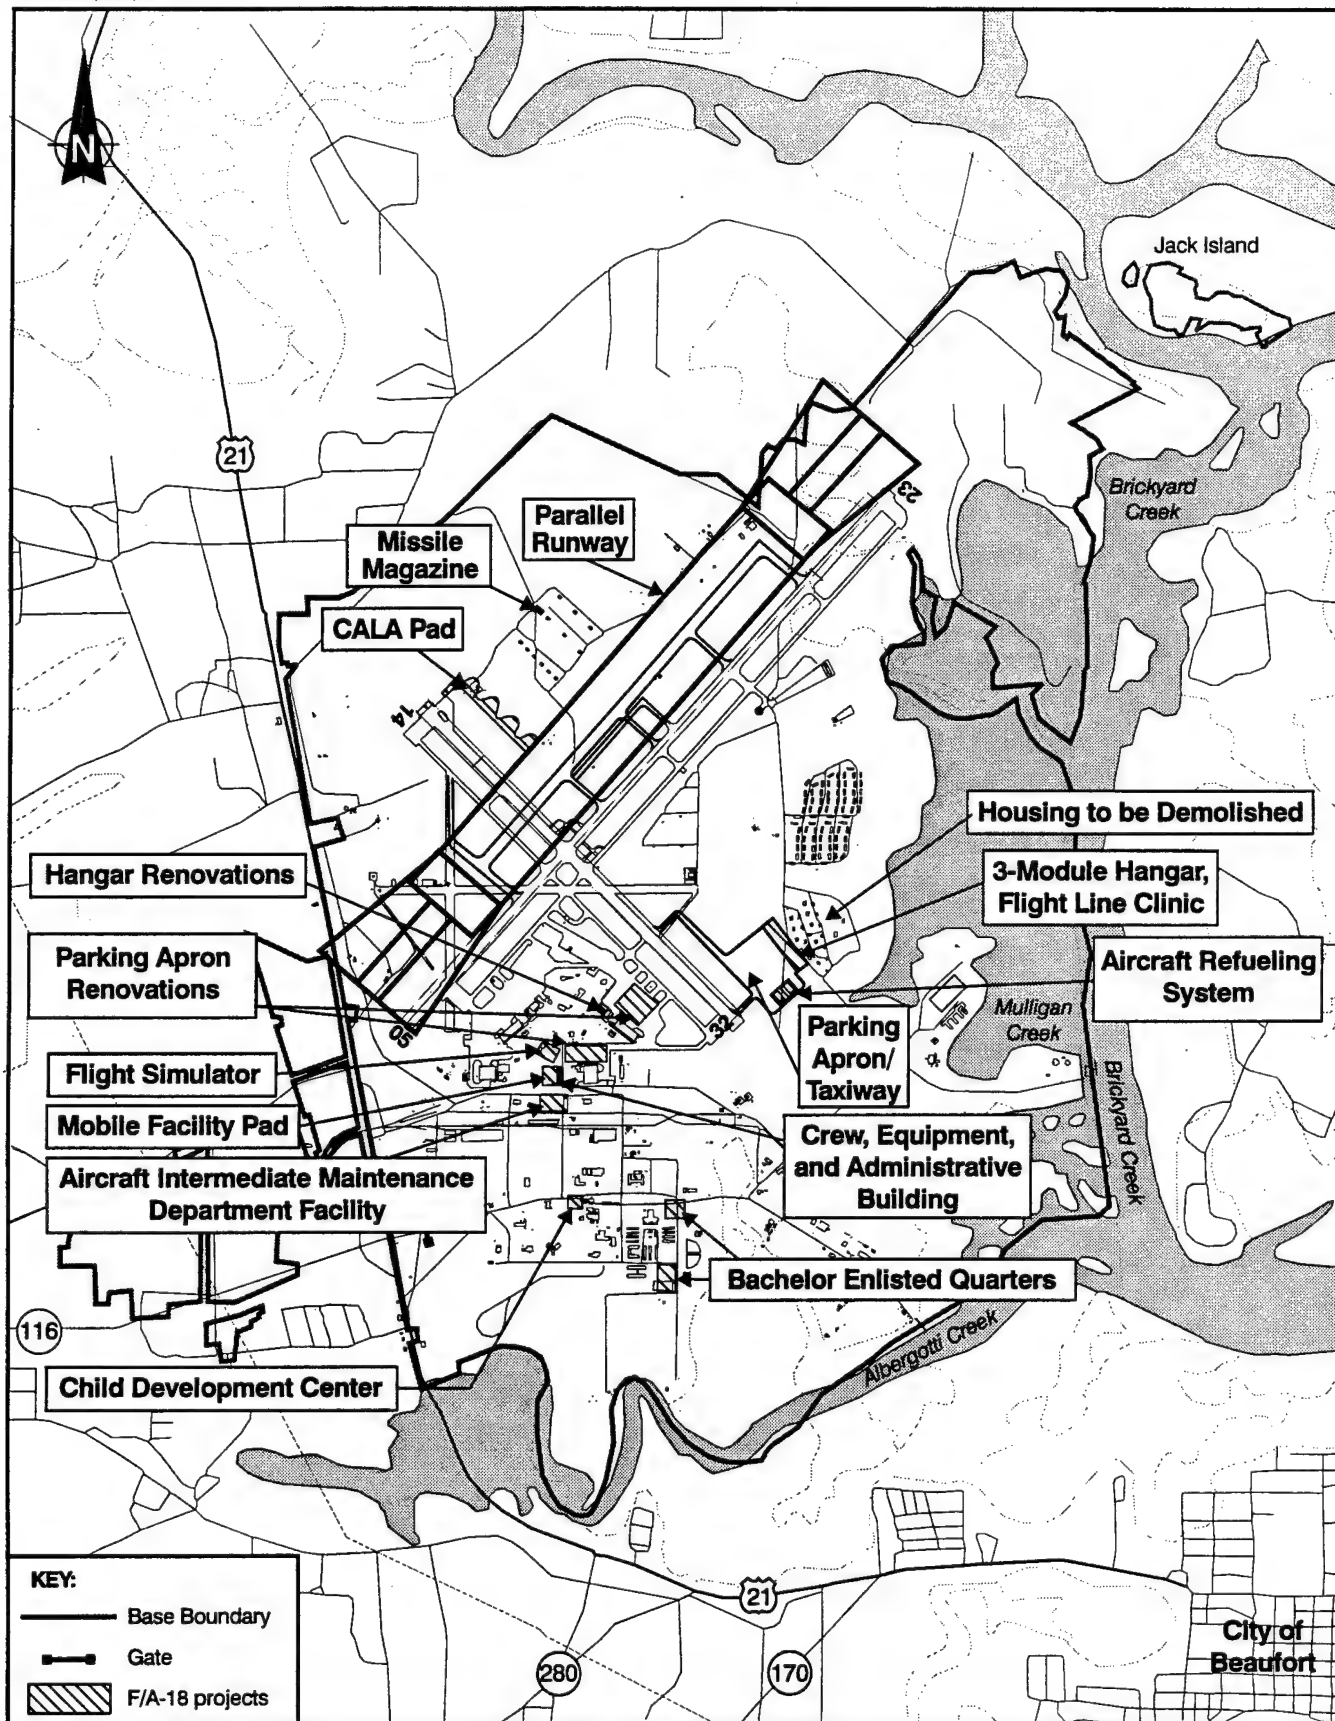 N
Jack Island
21
Brickyard
Creek
23
Parallel
Runway
Missile
Magazine
CALA Pad
14
Housing to be Demolished
Hangar Renovations
3-Module Hangar,
Flight Line Clinic
Parking Apron
Renovations
Aircraft Refueling
System
Mulligan
Creek
05
32
Parking
Apron/
Taxiway
Flight Simulator
Brickyard Creek
Mobile Facility Pad
Crew, Equipment,
and Administrative
Building
Aircraft Intermediate Maintenance
Department Facility
Bachelor Enlisted Quarters
116
Albergotti Creek
Child Development Center
KEY:
Base Boundary
Gate
F/A-18 projects
21
280
170
City of
Beaufort